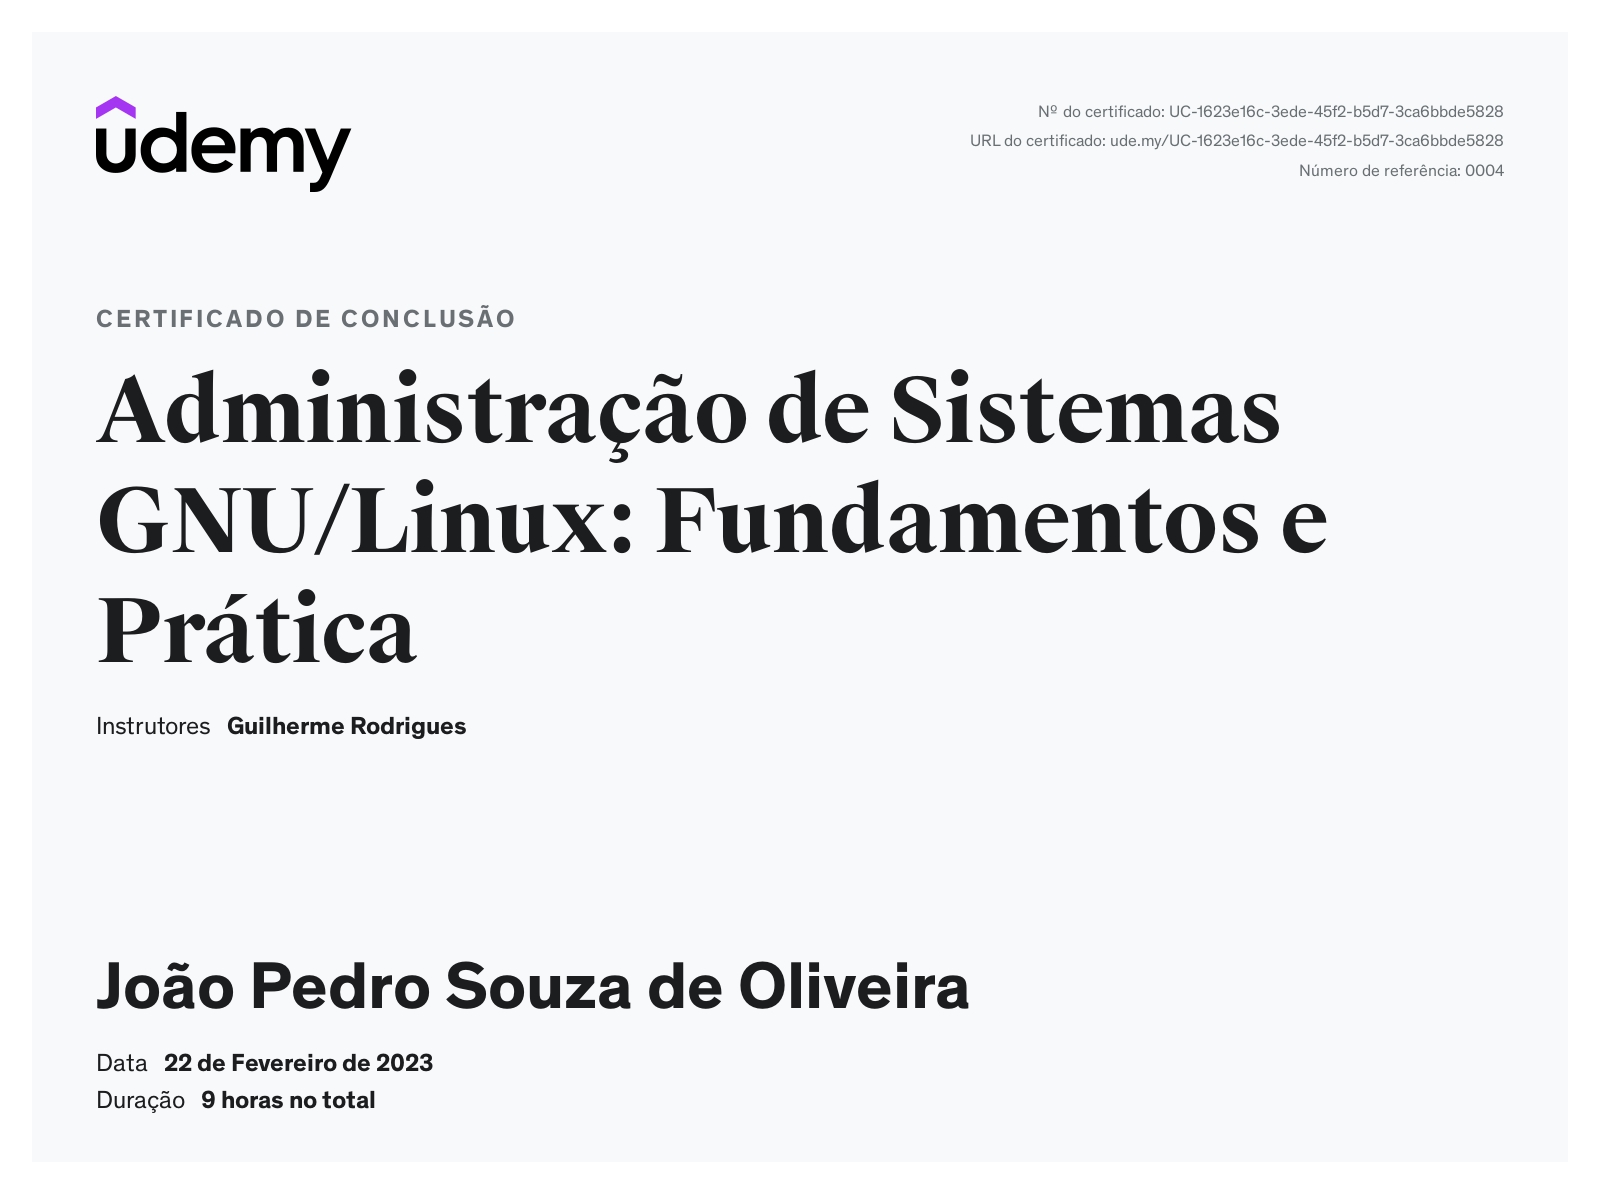 udemy
Nº do certificado: UC-1623e16c-3ede-45f2-b5d7-3ca6bbde5828
URL do certificado: ude.my/UC-1623e16c-3ede-45f2-b5d7-3ca6bbde5828
Número de referência: 0004
CERTIFICADO DE CONCLUSÃO
Administração de Sistemas
GNU/Linux: Fundamentos e
Prática
Instrutores Guilherme Rodrigues
João Pedro Souza de Oliveira
Data 22 de Fevereiro de 2023
Duração 9 horas no total